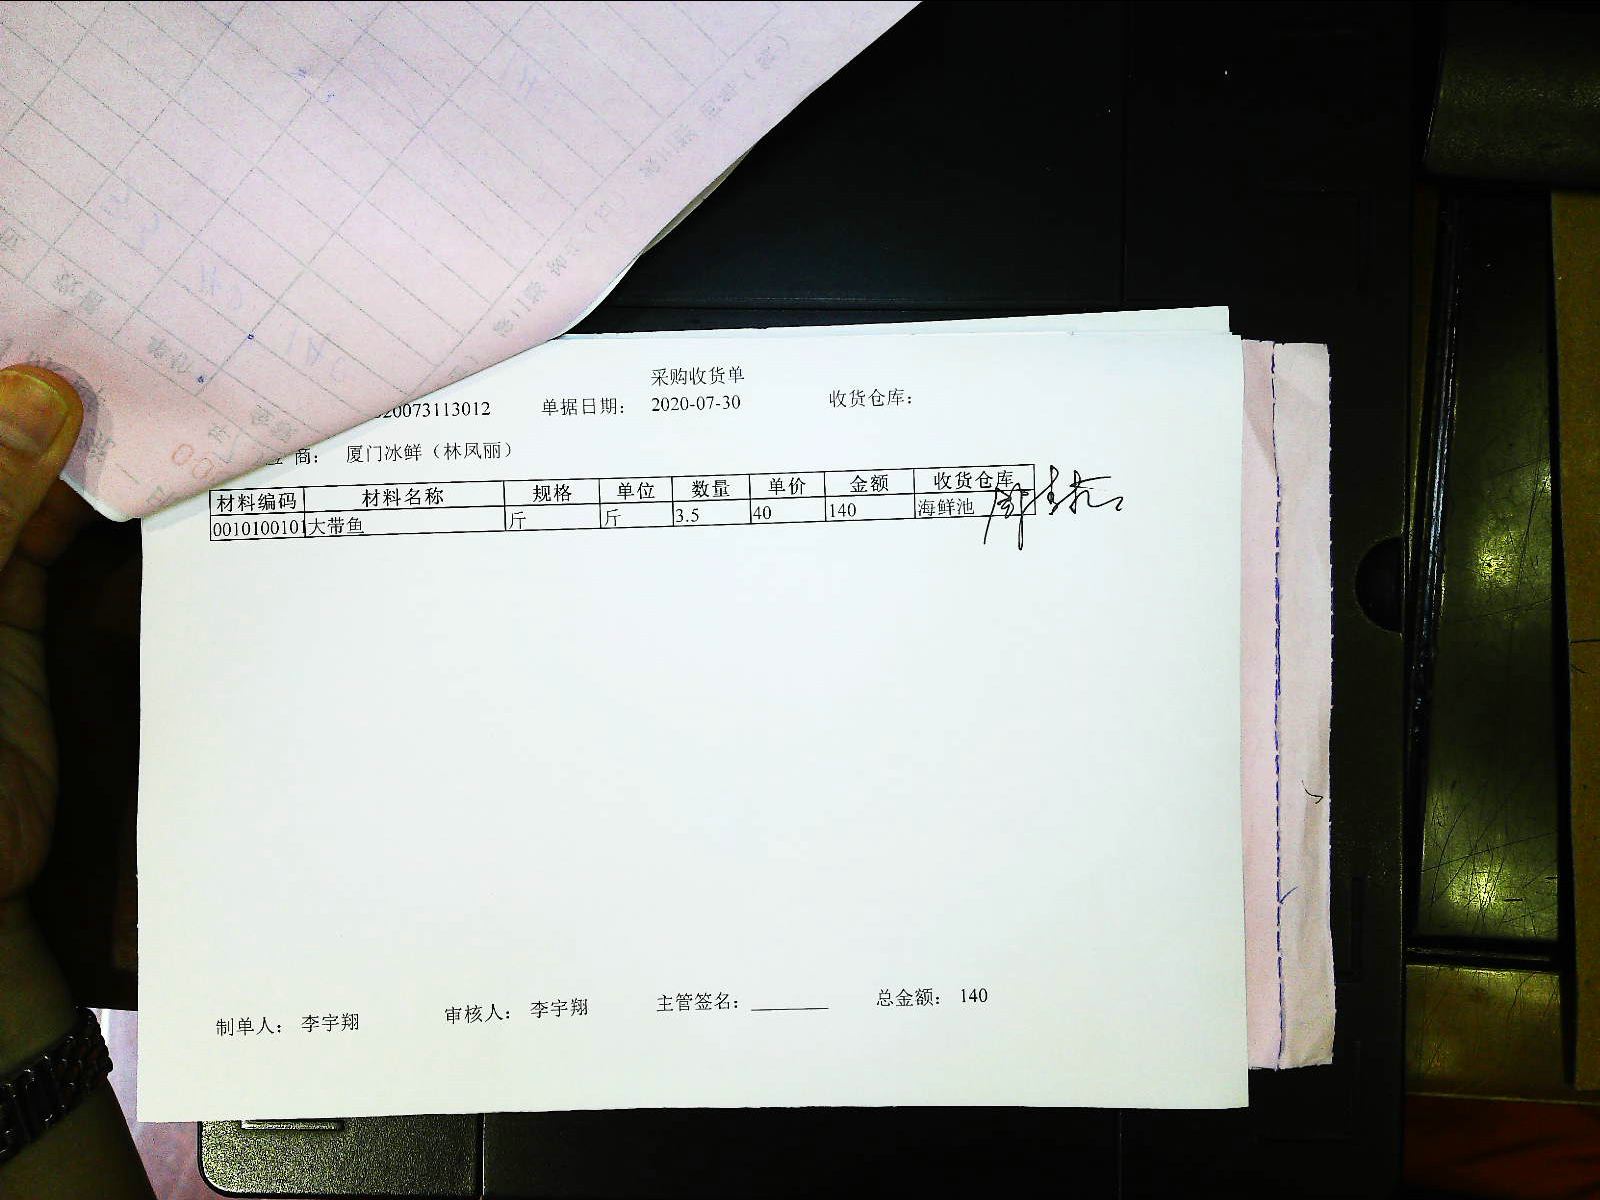 采购收货单
20073113012 单据日期： 2020-07-30 收货仓库：
商： 厦门冰鲜（林凤丽）
材料编码 材料名称 规格 单位 数量 单价 金额 收货仓库
0010100101 大带鱼 斤 斤 3.5 40 140 海鲜池
制单人： 李宇翔 审核人： 李宇翔 主管签名： ________ 总金额： 140